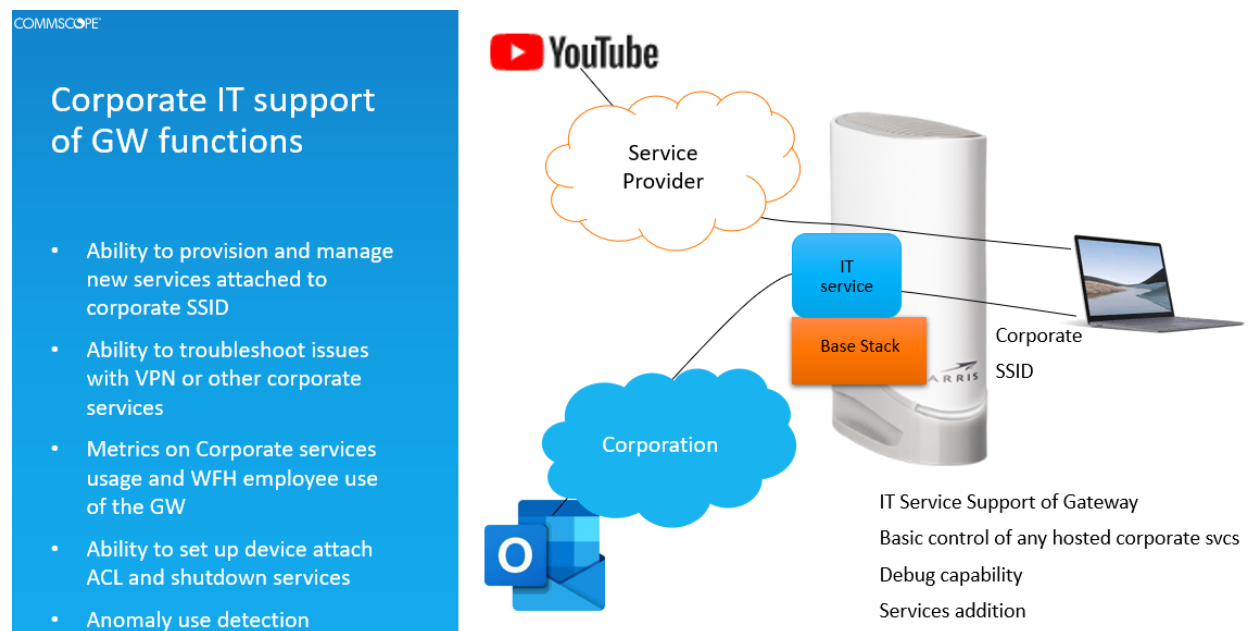 COMMSCOPE®
Corporate IT support
of GW functions
• Ability to provision and manage
new services attached to
corporate SSID
• Ability to troubleshoot issues
with VPN or other corporate
services
• Metrics on Corporate services
usage and WFH employee use
of the GW
• Ability to set up device attach
ACL and shutdown services
• Anomaly use detection
YouTube
Service
Provider
IT
service
Base Stack
ARRIS
Corporate
SSID
Corporation
O
IT Service Support of Gateway
Basic control of any hosted corporate svcs
Debug capability
Services addition